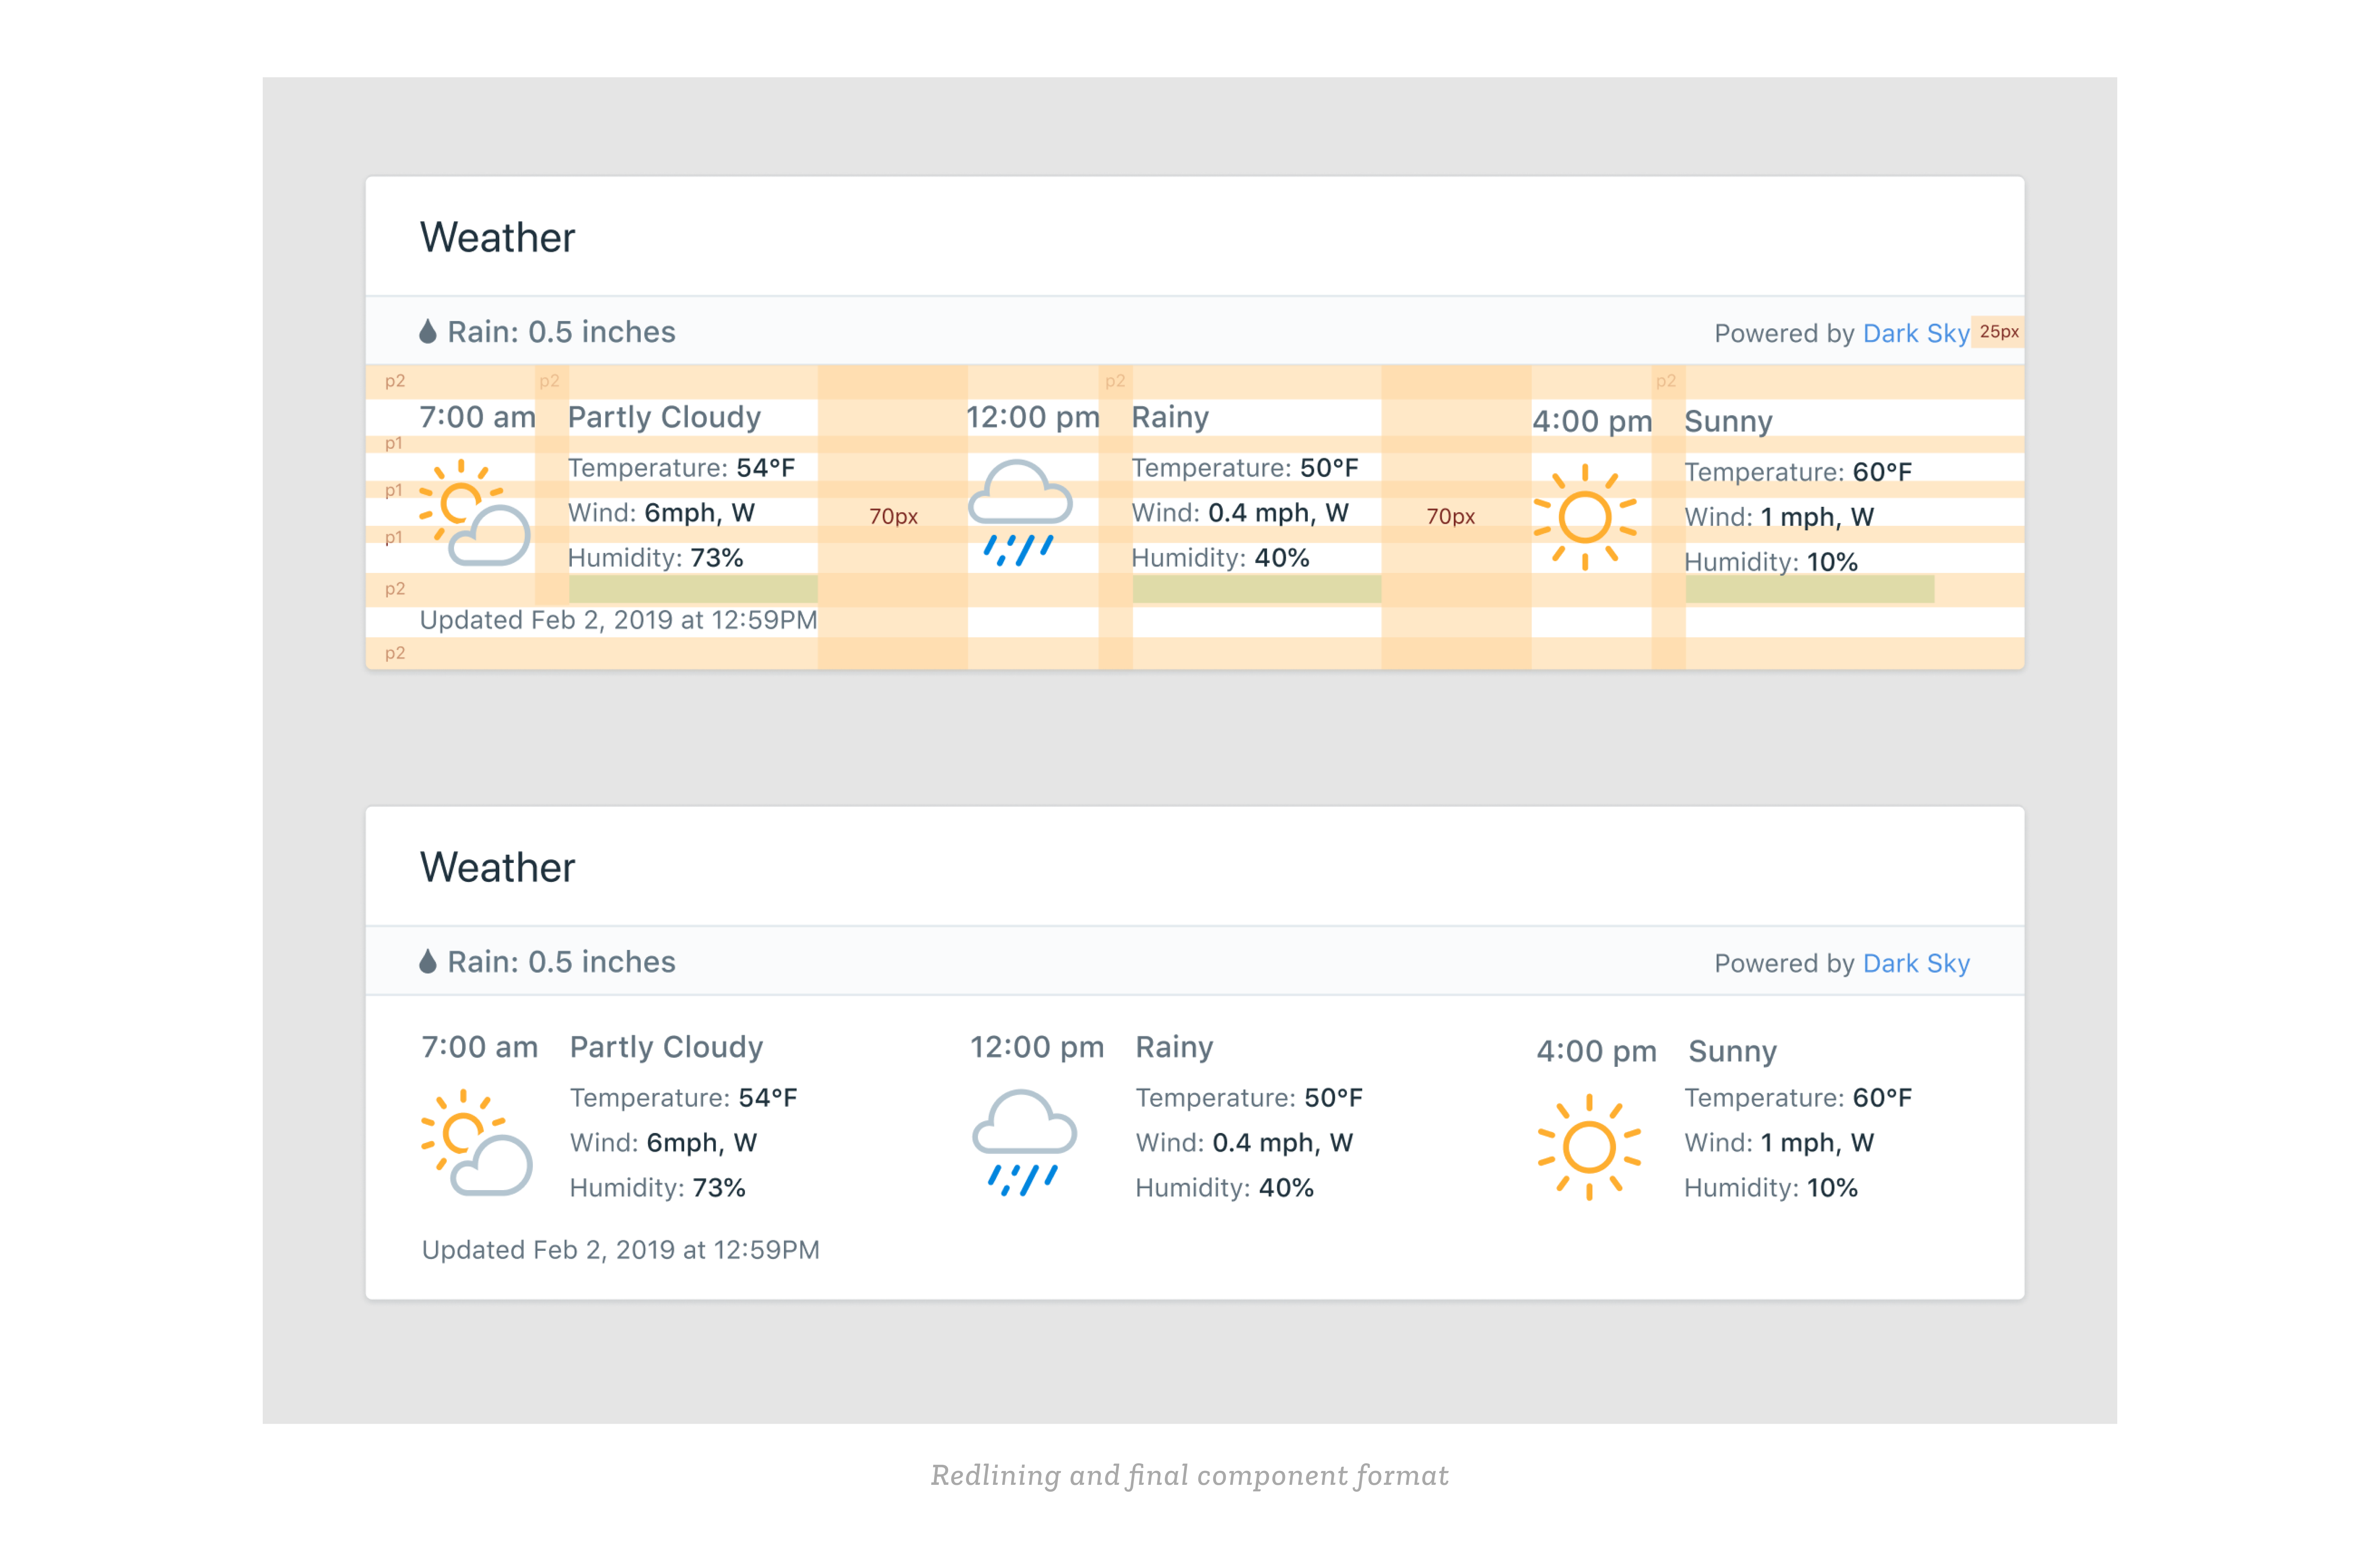 Weather
Rain: 0.5 inches Powered by Dark Sky 25px
p2 p2 p2 p2
7:00 am Partly Cloudy 12:00 pm Rainy 4:00 pm Sunny
p1
Temperature: 54°F Temperature: 50°F Temperature: 60°F
p1
Wind: 6mph, W 70px Wind: 0.4 mph, W 70px Wind: 1 mph, W
p1
Humidity: 73% Humidity: 40% Humidity: 10%
p2
Updated Feb 2, 2019 at 12:59PM
p2
Weather
Rain: 0.5 inches Powered by Dark Sky
7:00 am Partly Cloudy 12:00 pm Rainy 4:00 pm Sunny
Temperature: 54°F Temperature: 50°F Temperature: 60°F
Wind: 6mph, W Wind: 0.4 mph, W Wind: 1 mph, W
Humidity: 73% Humidity: 40% Humidity: 10%
Updated Feb 2, 2019 at 12:59PM
Redlining and final component format